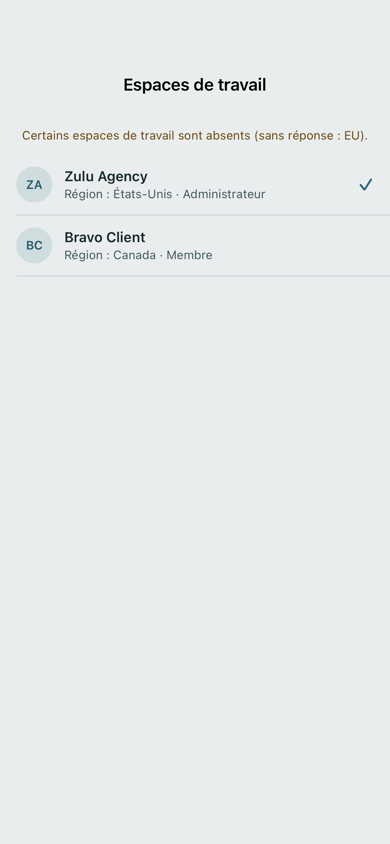 Espaces de travail
Certains espaces de travail sont absents (sans réponse : EU).
ZA
Zulu Agency
Région : États-Unis · Administrateur
BC
Bravo Client
Région : Canada · Membre